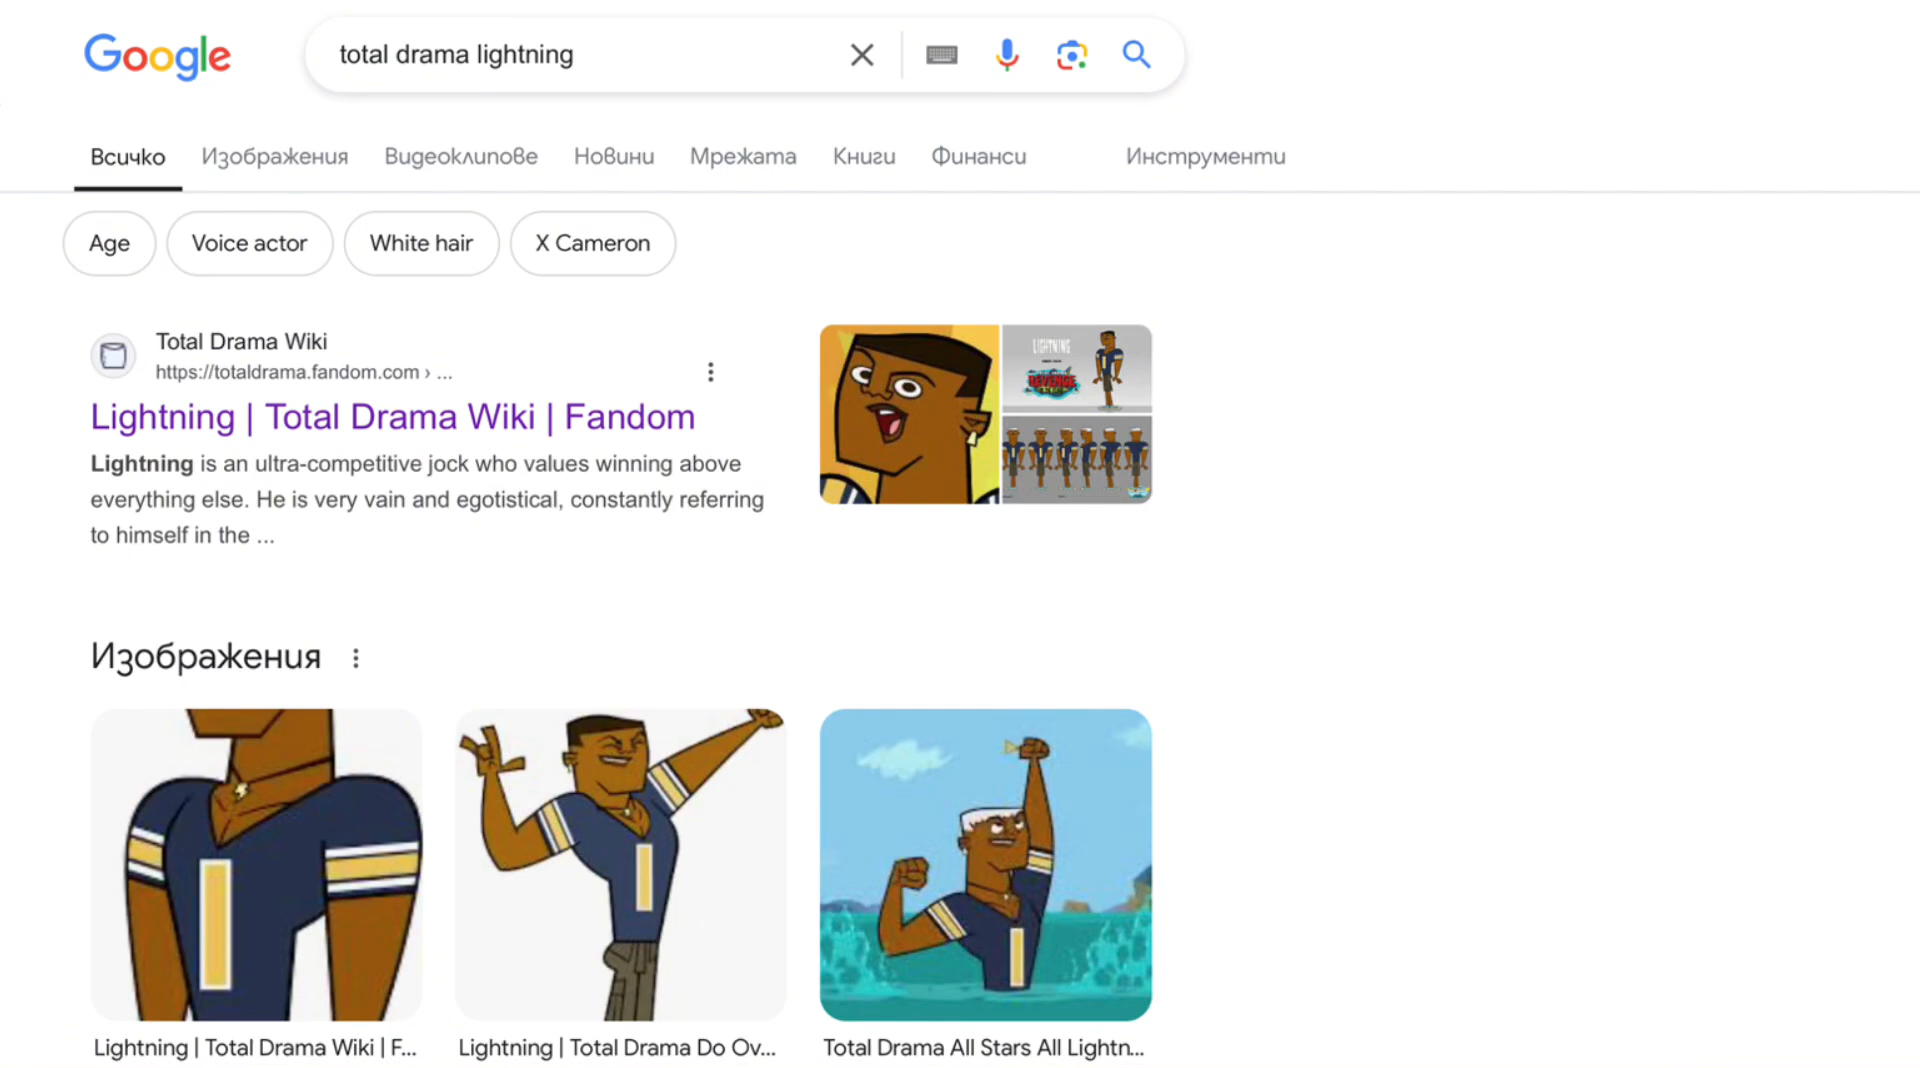 Google
total drama lightning
Всичко
Изображения
Видеоклипове
Новини
Мрежата
Книги
Финанси
Инструменти
Age
Voice actor
White hair
X Cameron
Total Drama Wiki
https://totaldrama.fandom.com › ...
Lightning | Total Drama Wiki | Fandom
Lightning is an ultra-competitive jock who values winning above
everything else. He is very vain and egotistical, constantly referring
to himself in the ...
LIGHTNING
REVENGE
Изображения
Lightning | Total Drama Wiki | F...
Lightning | Total Drama Do Ov...
Total Drama All Stars All Lightn...